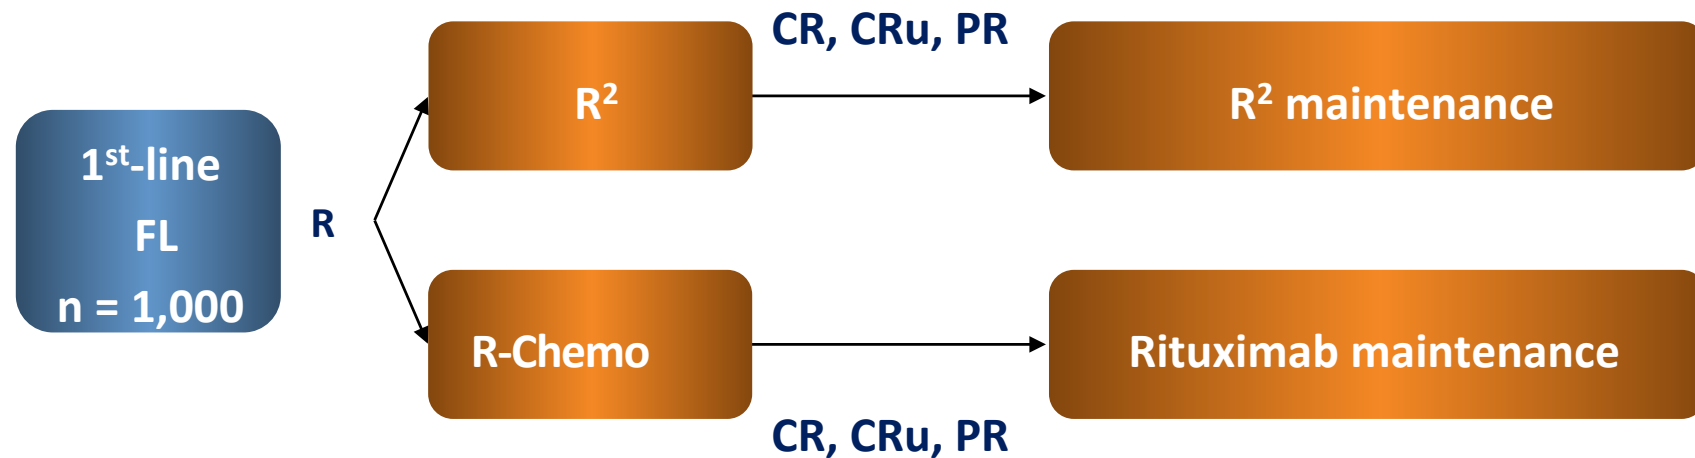 1st-line
FL
n = 1,000
R
R²
CR, CRu, PR
R² maintenance
R-Chemo
CR, CRu, PR
Rituximab maintenance